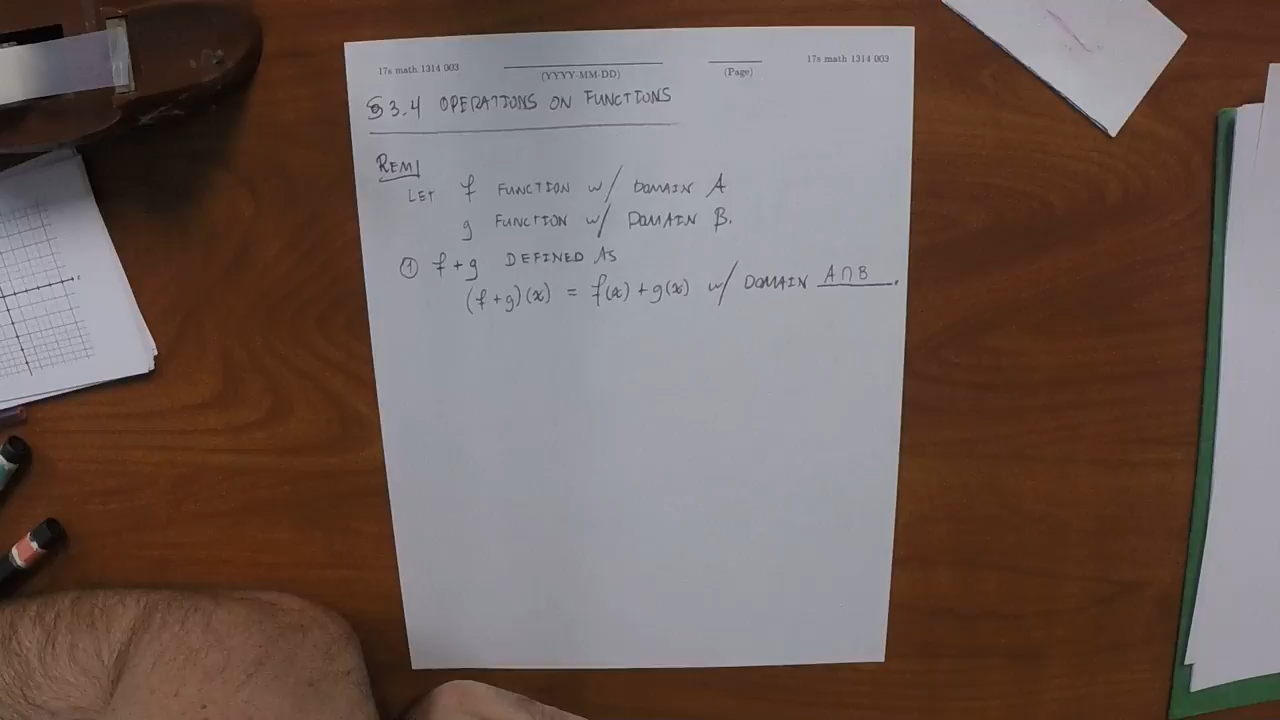 17s math 1314 003 (YYYY-MM-DD) (Page) 17s math 1314 003
§3.4 OPERATIONS ON FUNCTIONS
REM
LET f FUNCTION w/ DOMAIN A
g FUNCTION w/ DOMAIN B.
① f+g DEFINED AS
(f+g)(x) = f(x)+g(x) w/ DOMAIN A∩B.